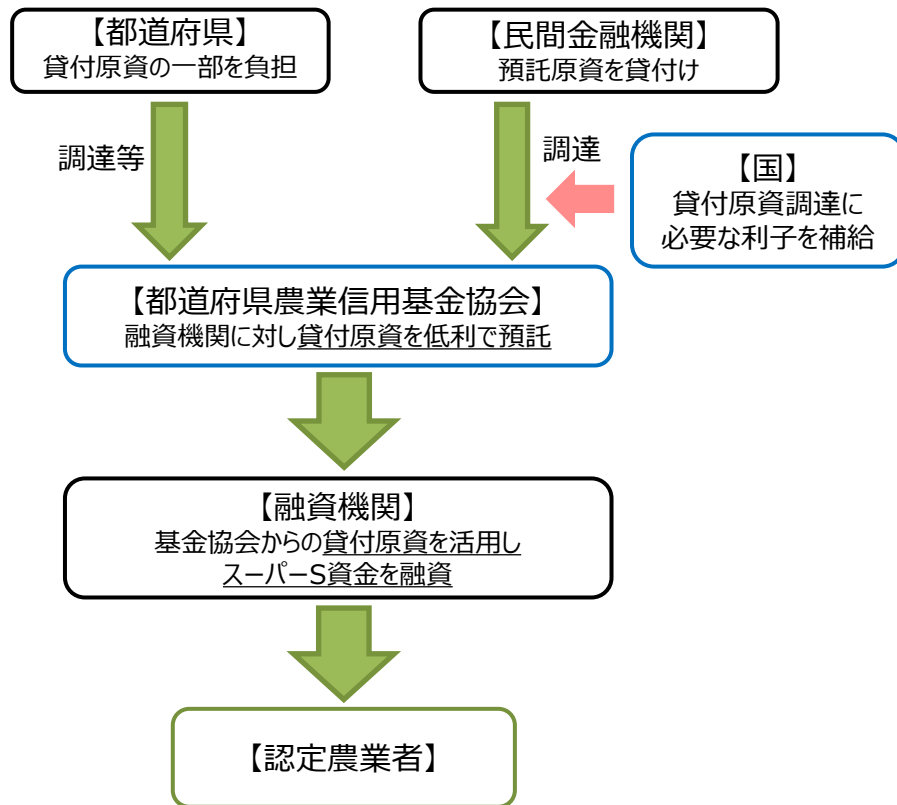 【都道府県】
貸付原資の一部を負担
【民間金融機関】
預託原資を貸付け
調達等
調達
【国】
貸付原資調達に
必要な利子を補給
【都道府県農業信用基金協会】
融資機関に対し貸付原資を低利で預託
【融資機関】
基金協会からの貸付原資を活用し
スーパーS資金を融資
【認定農業者】